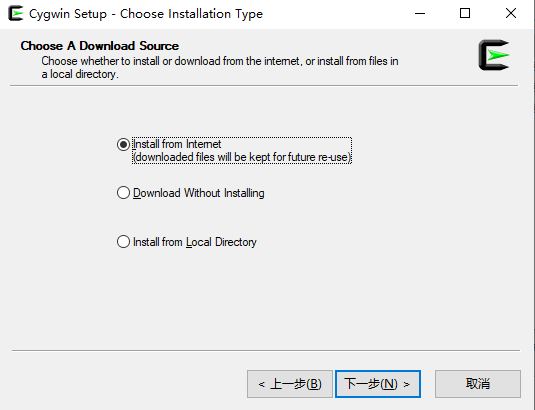 Cygwin Setup - Choose Installation Type
Choose A Download Source
Choose whether to install or download from the internet, or install from files in
a local directory.
Install from Internet
(downloaded files will be kept for future re-use)
Download Without Installing
Install from Local Directory
< 上一步(B)
下一步(N) >
取消